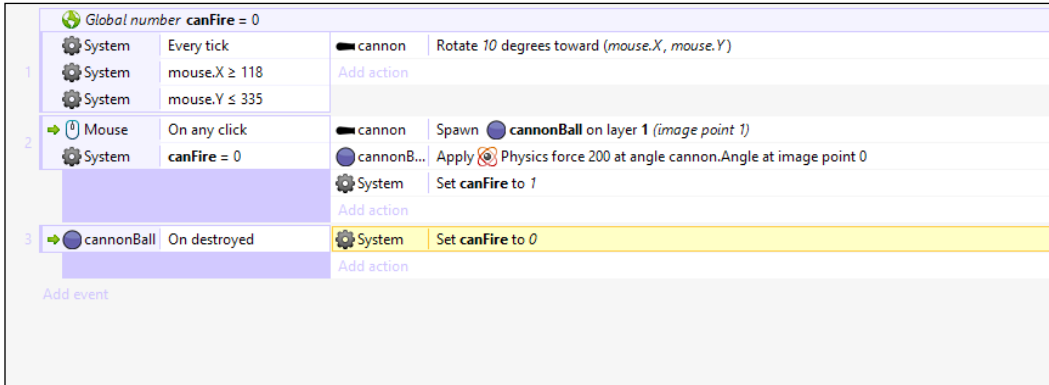 Global number canFire = 0
1
System Every tick cannon Rotate 10 degrees toward (mouse.X, mouse.Y)
System mouse.X ≥ 118 Add action
System mouse.Y ≤ 335
2
Mouse On any click cannon Spawn cannonBall on layer 1 (image point 1)
System canFire = 0 cannonB... Apply Physics force 200 at angle cannon.Angle at image point 0
System Set canFire to 1
Add action
3 cannonBall On destroyed System Set canFire to 0
Add action
Add event